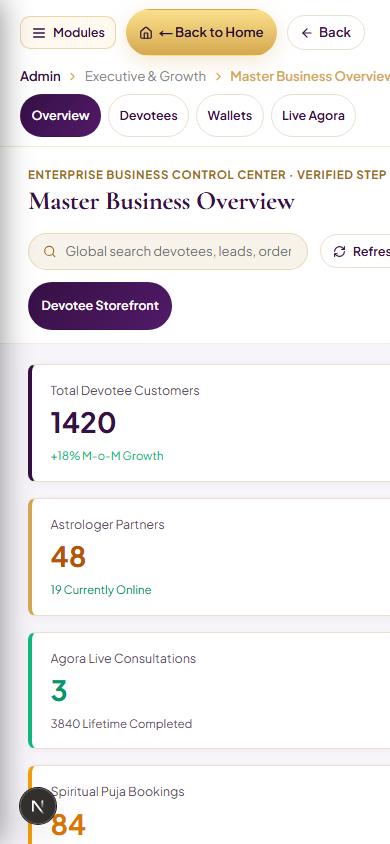 Modules
← Back to Home
Back
Admin > Executive & Growth > Master Business Overview
Overview
Devotees
Wallets
Live Agora
ENTERPRISE BUSINESS CONTROL CENTER · VERIFIED STEP
Master Business Overview
Global search devotees, leads, order
Refres
Devotee Storefront
Total Devotee Customers
1420
+18% M-o-M Growth
Astrologer Partners
48
19 Currently Online
Agora Live Consultations
3
3840 Lifetime Completed
Spiritual Puja Bookings
84
N